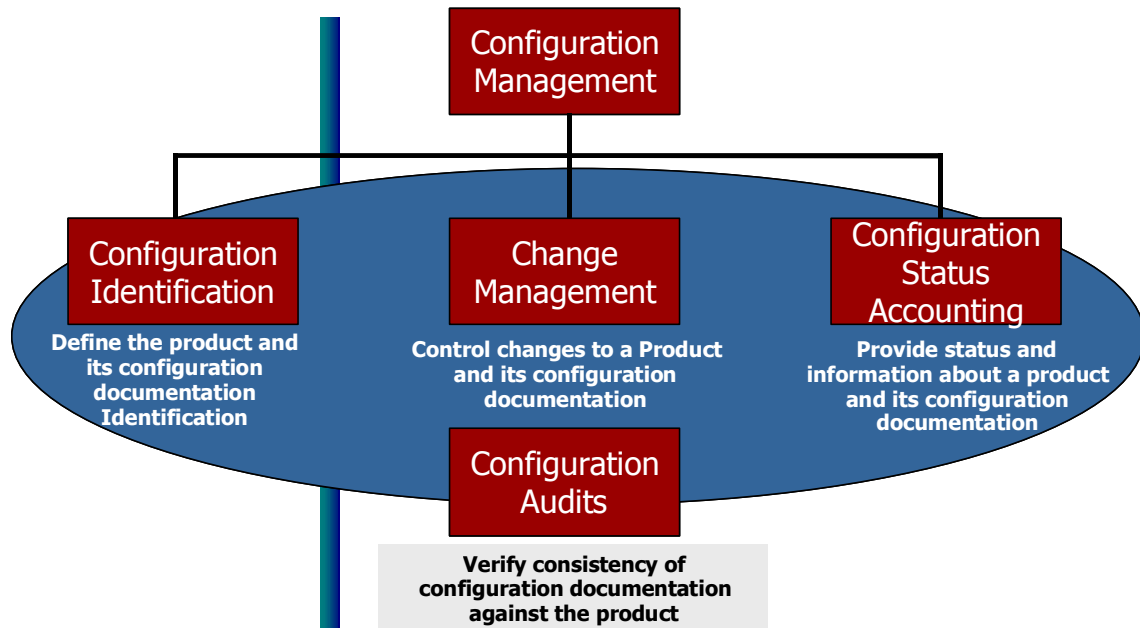 Configuration
Management
Configuration
Identification
Define the product and
its configuration
documentation
Identification
Change
Management
Control changes to a Product
and its configuration
documentation
Configuration
Status
Accounting
Provide status and
information about a product
and its configuration
documentation
Configuration
Audits
Verify consistency of
configuration documentation
against the product